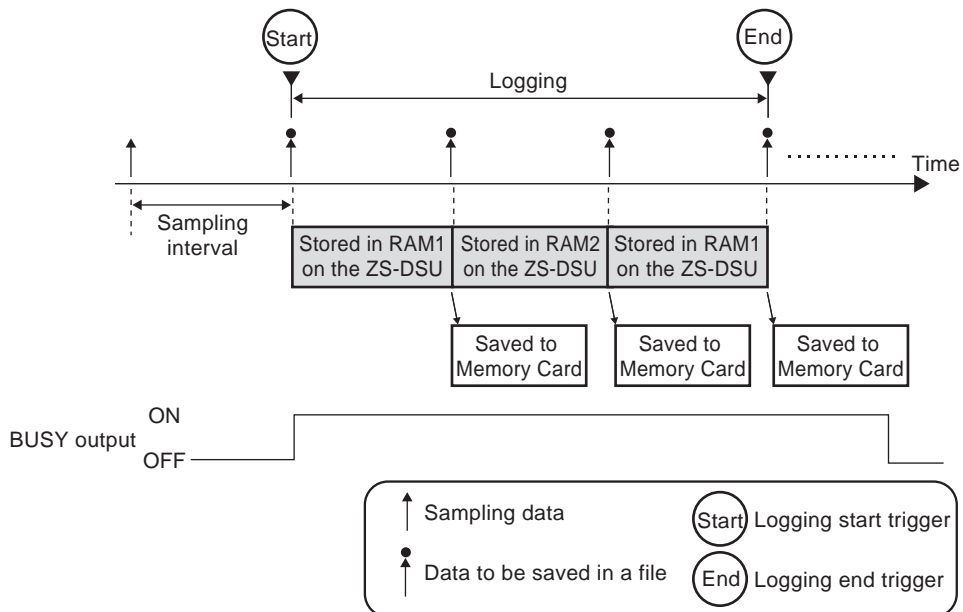 Start
End
Logging
Time
Sampling
interval
Stored in RAM1
on the ZS-DSU
Stored in RAM2
on the ZS-DSU
Stored in RAM1
on the ZS-DSU
Saved to
Memory Card
Saved to
Memory Card
Saved to
Memory Card
ON
BUSY output
OFF
Sampling data
Start Logging start trigger
Data to be saved in a file
End Logging end trigger